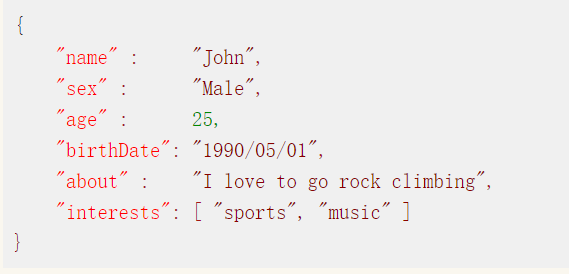 {
    "name" :     "John",
    "sex" :      "Male",
    "age" :      25,
    "birthDate": "1990/05/01",
    "about" :    "I love to go rock climbing",
    "interests": [ "sports", "music" ]
}